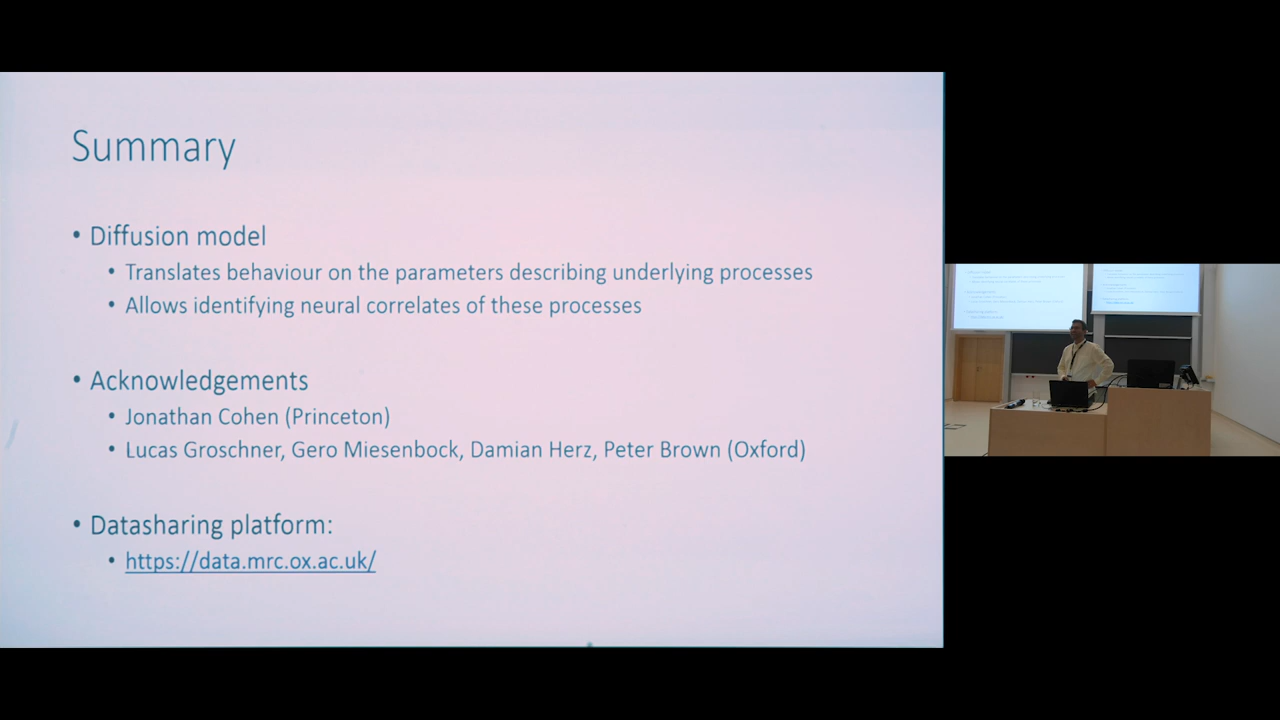 Summary
• Diffusion model
• Translates behaviour on the parameters describing underlying processes
• Allows identifying neural correlates of these processes
• Acknowledgements
• Jonathan Cohen (Princeton)
• Lucas Groschner, Gero Miesenbock, Damian Herz, Peter Brown (Oxford)
• Datasharing platform:
• https://data.mrc.ox.ac.uk/